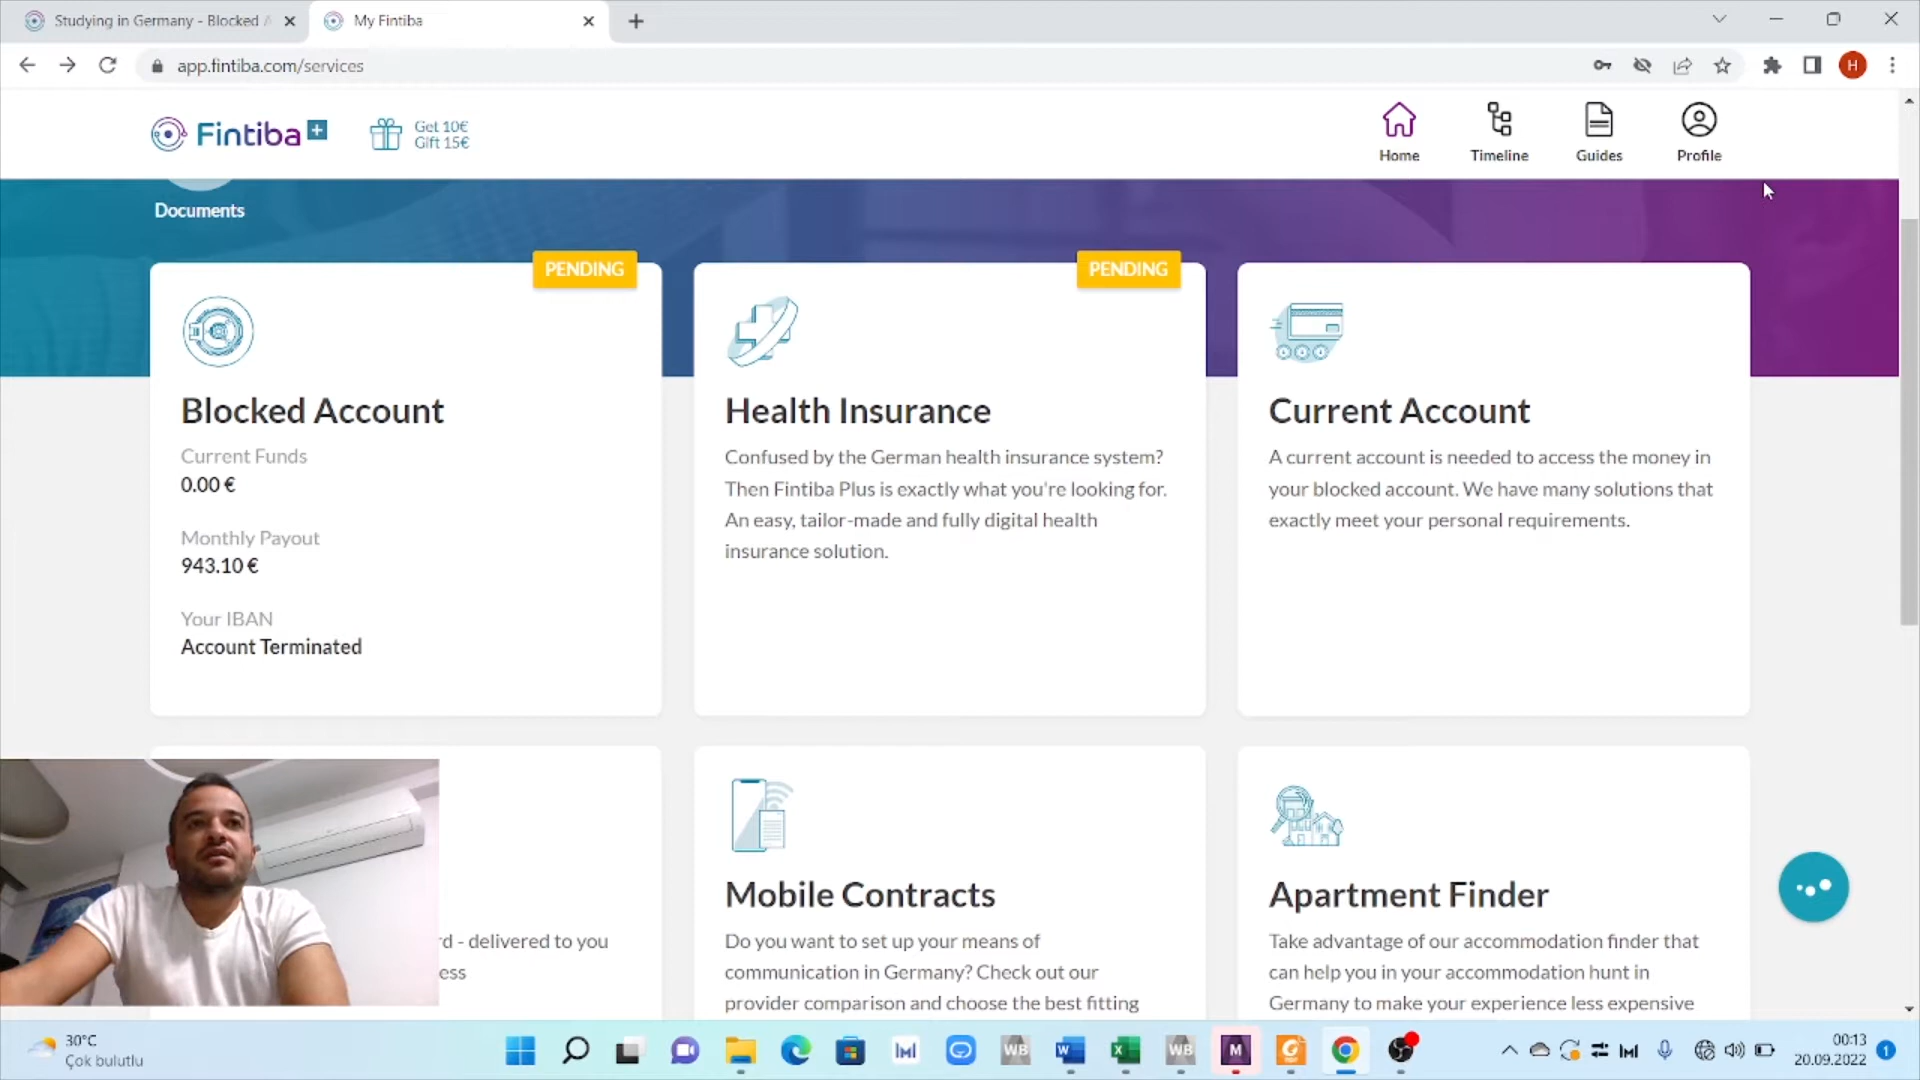 Studying in Germany - Blocked A
My Fintiba
app.fintiba.com/services
H
Fintiba +
Get 10€
Gift 15€
Home
Timeline
Guides
Profile
Documents
PENDING
Blocked Account
Current Funds
0.00 €
Monthly Payout
943.10 €
Your IBAN
Account Terminated
PENDING
Health Insurance
Confused by the German health insurance system?
Then Fintiba Plus is exactly what you're looking for.
An easy, tailor-made and fully digital health
insurance solution.
Current Account
A current account is needed to access the money in
your blocked account. We have many solutions that
exactly meet your personal requirements.
rd - delivered to you
ess
Mobile Contracts
Do you want to set up your means of
communication in Germany? Check out our
provider comparison and choose the best fitting
Apartment Finder
Take advantage of our accommodation finder that
can help you in your accommodation hunt in
Germany to make your experience less expensive
30°C
Çok bulutlu
WB
W
X
WB
M
00:13
20.09.2022
1